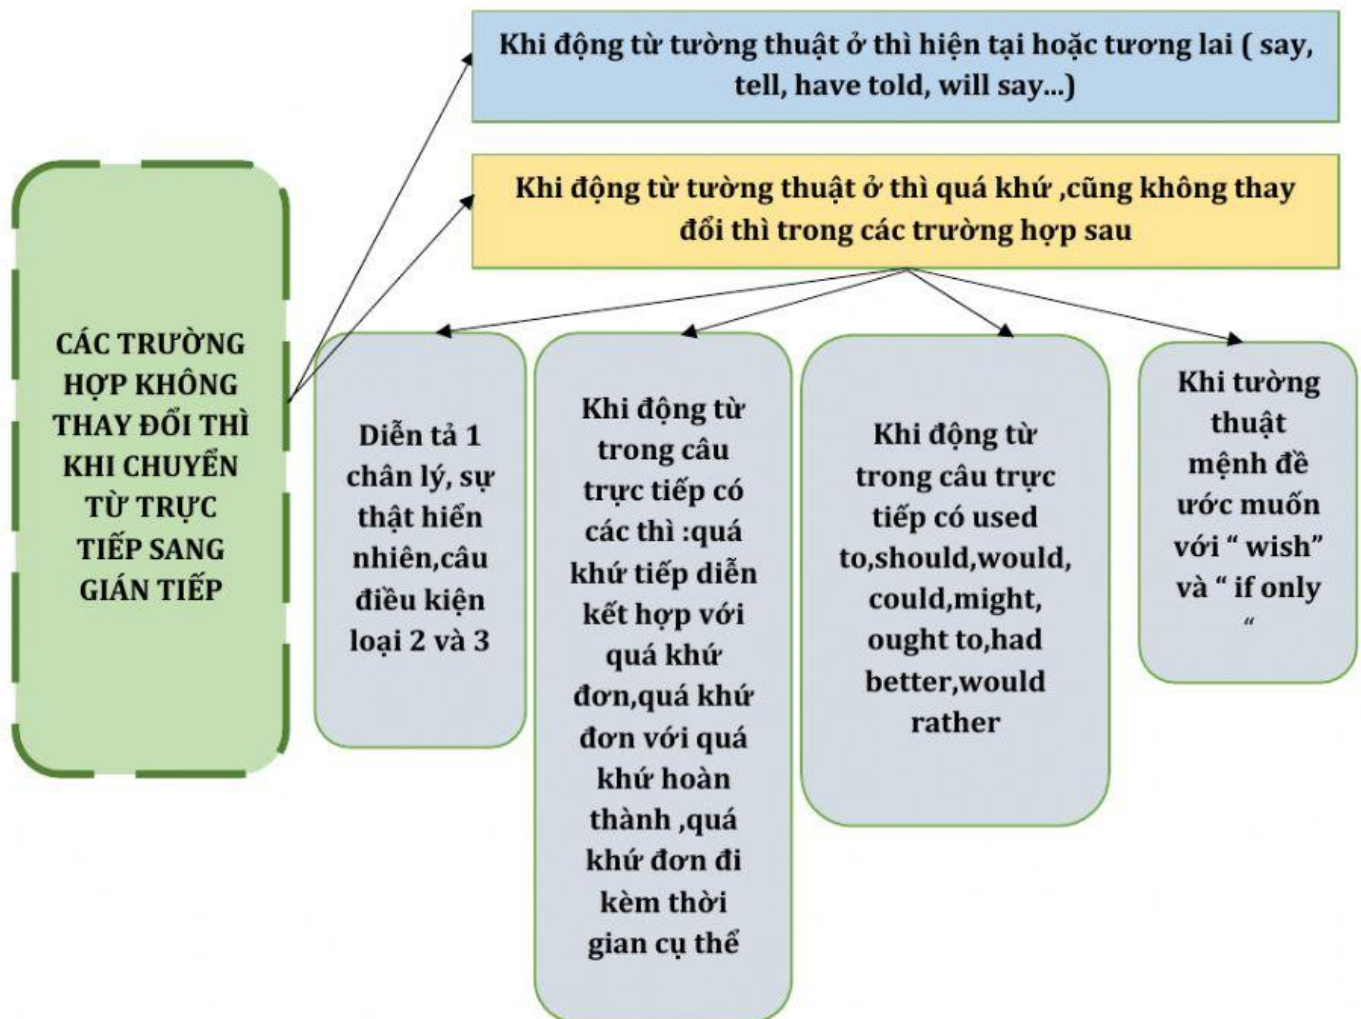 Khi động từ tường thuật ở thì hiện tại hoặc tương lai ( say,
tell, have told, will say...)
Khi động từ tường thuật ở thì quá khứ ,cũng không thay
đổi thì trong các trường hợp sau
CÁC TRƯỜNG
HỢP KHÔNG
THAY ĐỔI THÌ
KHI CHUYỂN
TỪ TRỰC
TIẾP SANG
GIÁN TIẾP
Diễn tả 1
chân lý, sự
thật hiển
nhiên,câu
điều kiện
loại 2 và 3
Khi động từ
trong câu
trực tiếp có
các thì :quá
khứ tiếp diễn
kết hợp với
quá khứ
đơn,quá khứ
đơn với quá
khứ hoàn
thành ,quá
khứ đơn đi
kèm thời
gian cụ thể
Khi động từ
trong câu trực
tiếp có used
to,should,would,
could,might,
ought to,had
better,would
rather
Khi tường
thuật
mệnh đề
ước muốn
với “ wish”
và “ if only
“